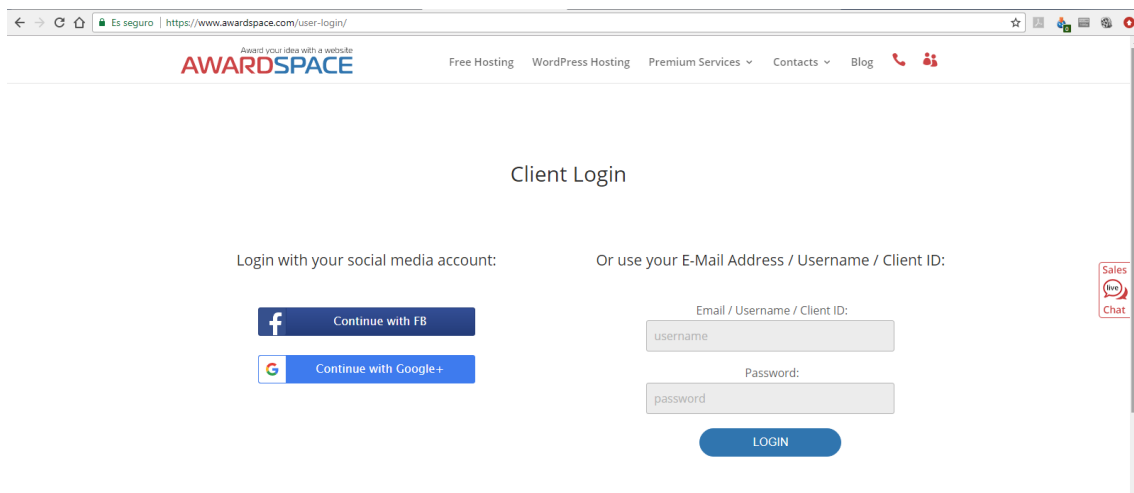 Es seguro https://www.awardspace.com/user-login/
Award your idea with a website
AWARDSPACE
Free Hosting WordPress Hosting Premium Services Contacts Blog
Client Login
Login with your social media account:
Or use your E-Mail Address / Username / Client ID:
Continue with FB
Continue with Google+
Email / Username / Client ID:
username
Password:
password
LOGIN
Sales
live
Chat